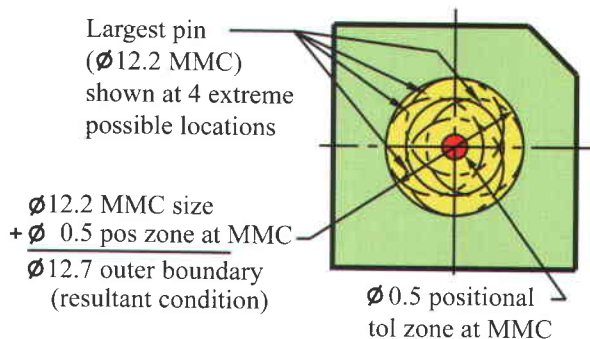 Largest pin
(Ø12.2 MMC)
shown at 4 extreme
possible locations
Ø12.2 MMC size
+ Ø 0.5 pos zone at MMC
Ø12.7 outer boundary
(resultant condition)
Ø 0.5 positional
tol zone at MMC